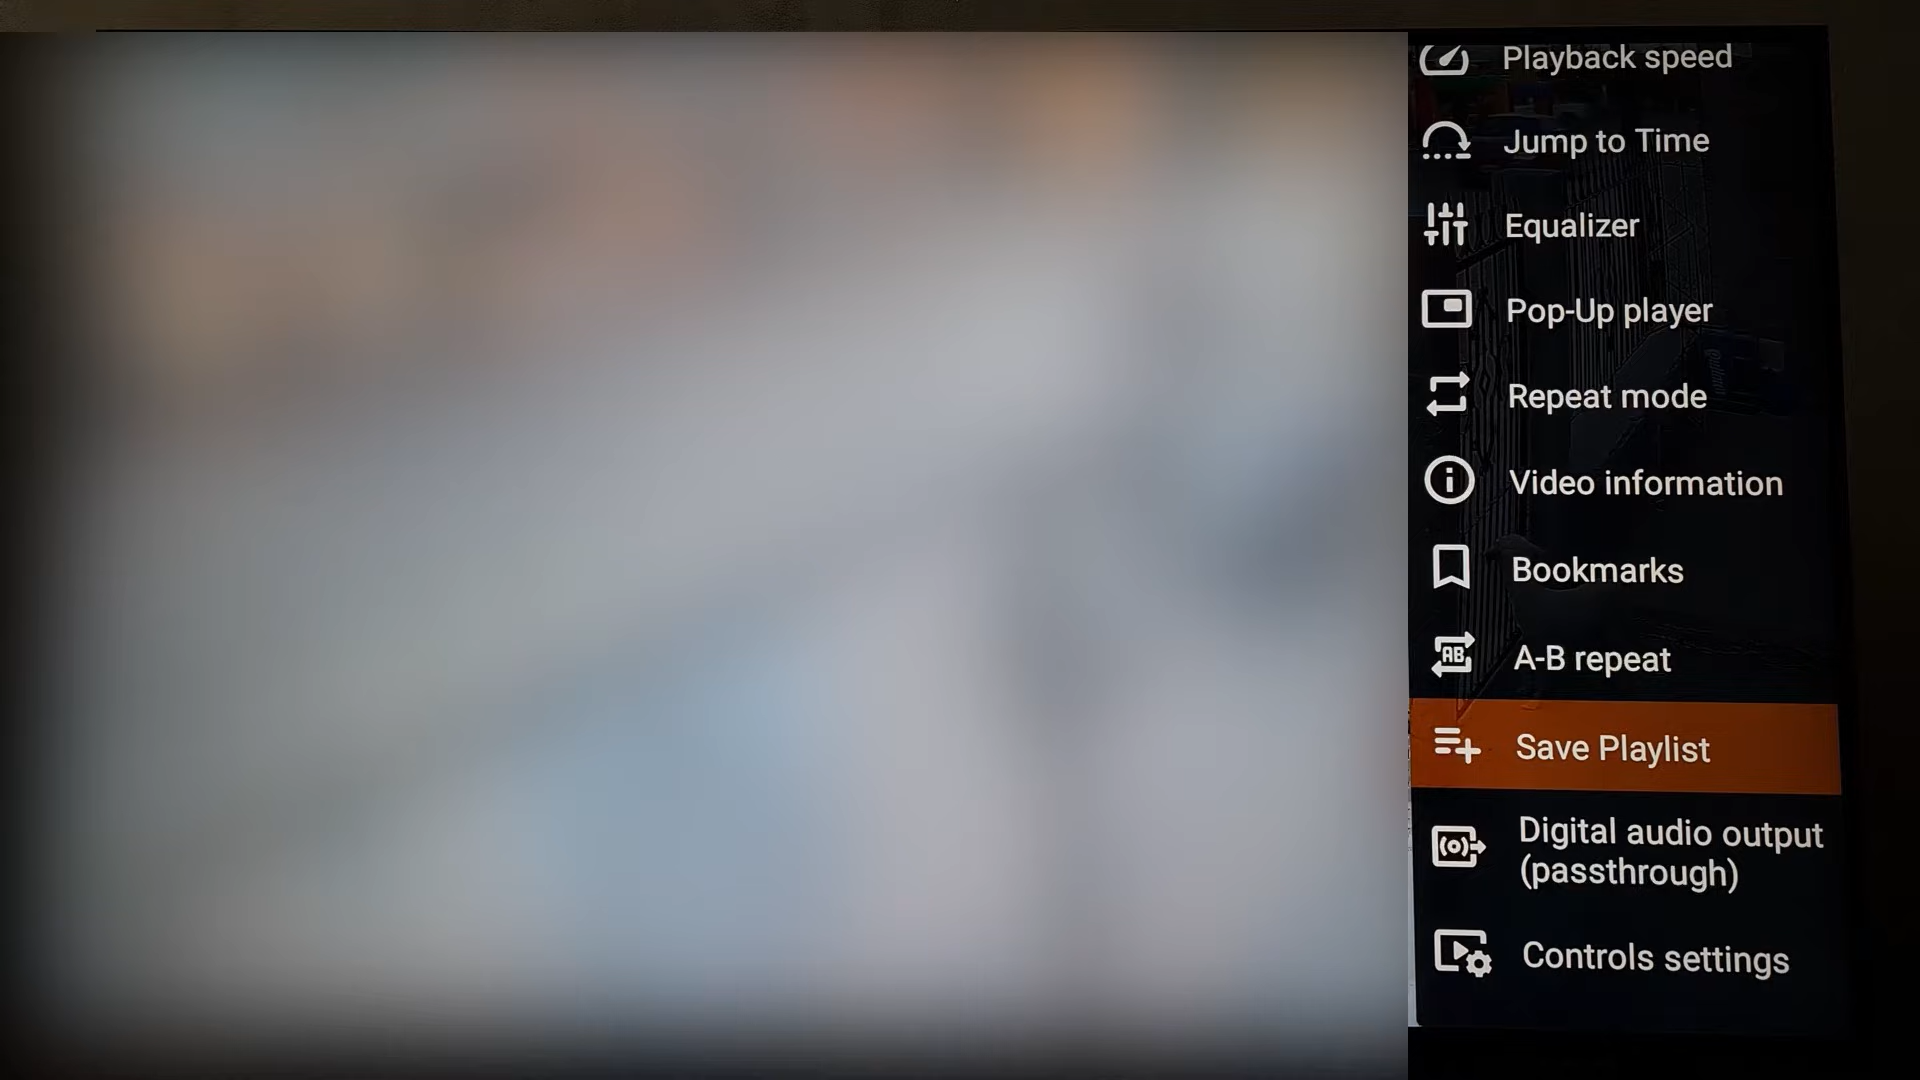 Playback speed
Jump to Time
Equalizer
Pop-Up player
Repeat mode
Video information
Bookmarks
AB
A-B repeat
Save Playlist
Digital audio output
(passthrough)
Controls settings